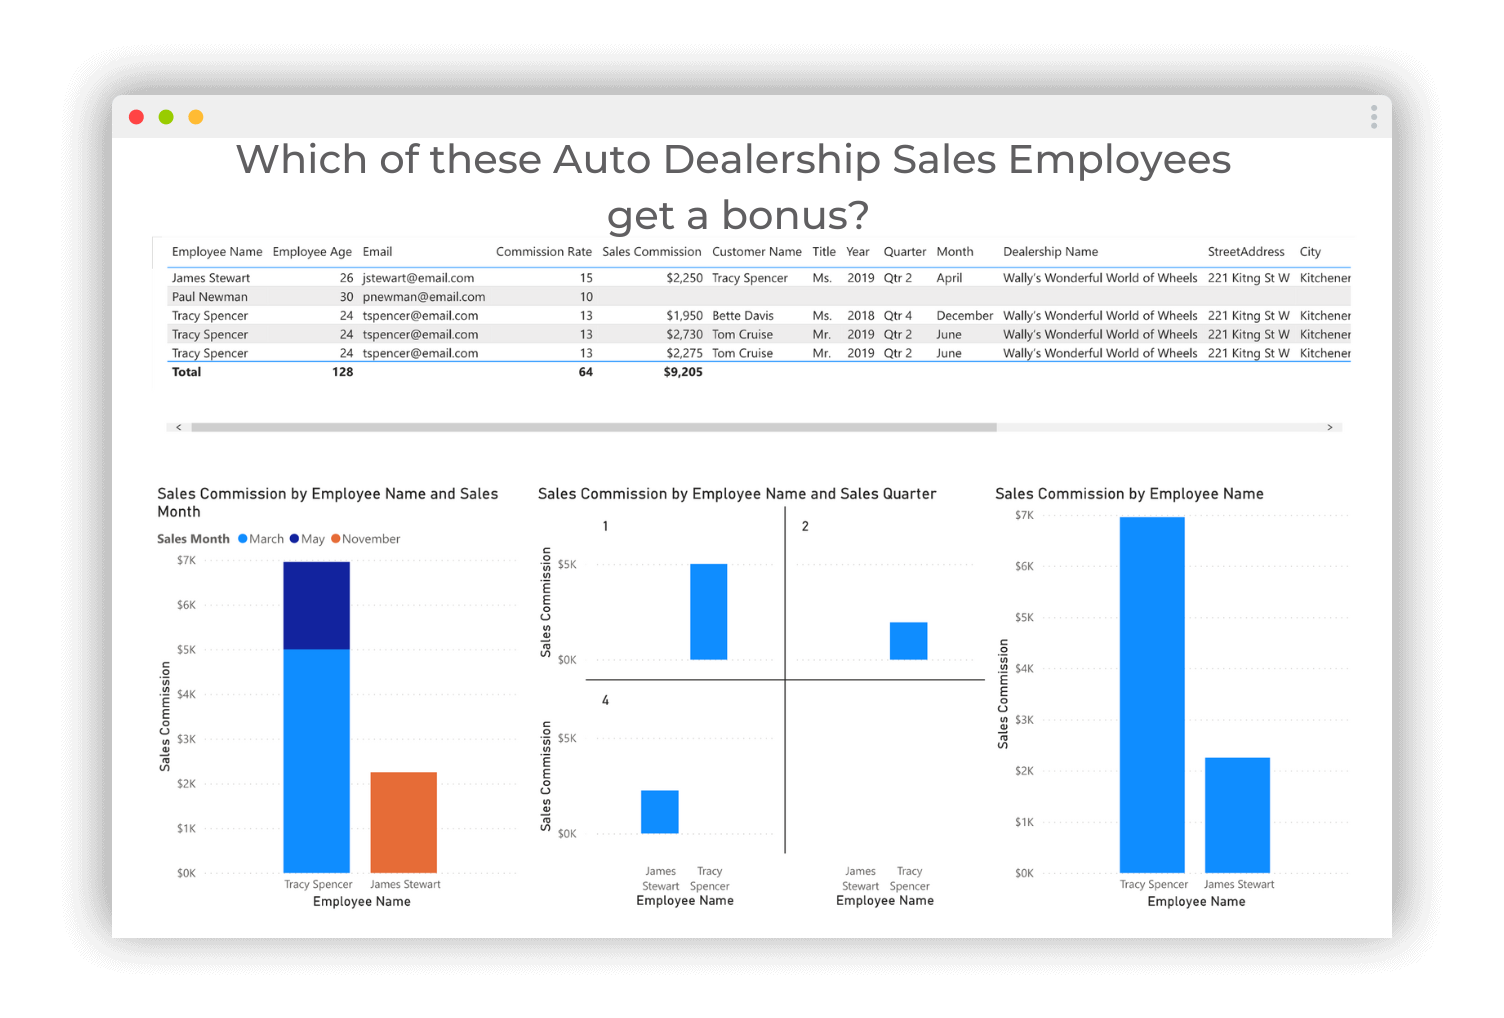 Which of these Auto Dealership Sales Employees
get a bonus?
Employee Name Employee Age Email Commission Rate Sales Commission Customer Name Title Year Quarter Month Dealership Name StreetAddress City
James Stewart 26 jstewart@email.com 15 $2,250 Tracy Spencer Ms. 2019 Qtr 2 April Wally's Wonderful World of Wheels 221 Kitng St W Kitchener
Paul Newman 30 pnewman@email.com 10
Tracy Spencer 24 tspencer@email.com 13 $1,950 Bette Davis Ms. 2018 Qtr 4 December Wally's Wonderful World of Wheels 221 Kitng St W Kitchener
Tracy Spencer 24 tspencer@email.com 13 $2,730 Tom Cruise Mr. 2019 Qtr 2 June Wally's Wonderful World of Wheels 221 Kitng St W Kitchener
Tracy Spencer 24 tspencer@email.com 13 $2,275 Tom Cruise Mr. 2019 Qtr 2 June Wally's Wonderful World of Wheels 221 Kitng St W Kitchener
Total 128 64 $9,205
Sales Commission by Employee Name and Sales
Month
Sales Month March May November
Sales Commission
$7K
$6K
$5K
$4K
$3K
$2K
$1K
$0K
Tracy Spencer James Stewart
Employee Name
Sales Commission by Employee Name and Sales Quarter
1 2
Sales Commission
$5K
$0K
4
Sales Commission
$5K
$0K
James Tracy James Tracy
Stewart Spencer Stewart Spencer
Employee Name Employee Name
Sales Commission by Employee Name
Sales Commission
$7K
$6K
$5K
$4K
$3K
$2K
$1K
$0K
Tracy Spencer James Stewart
Employee Name